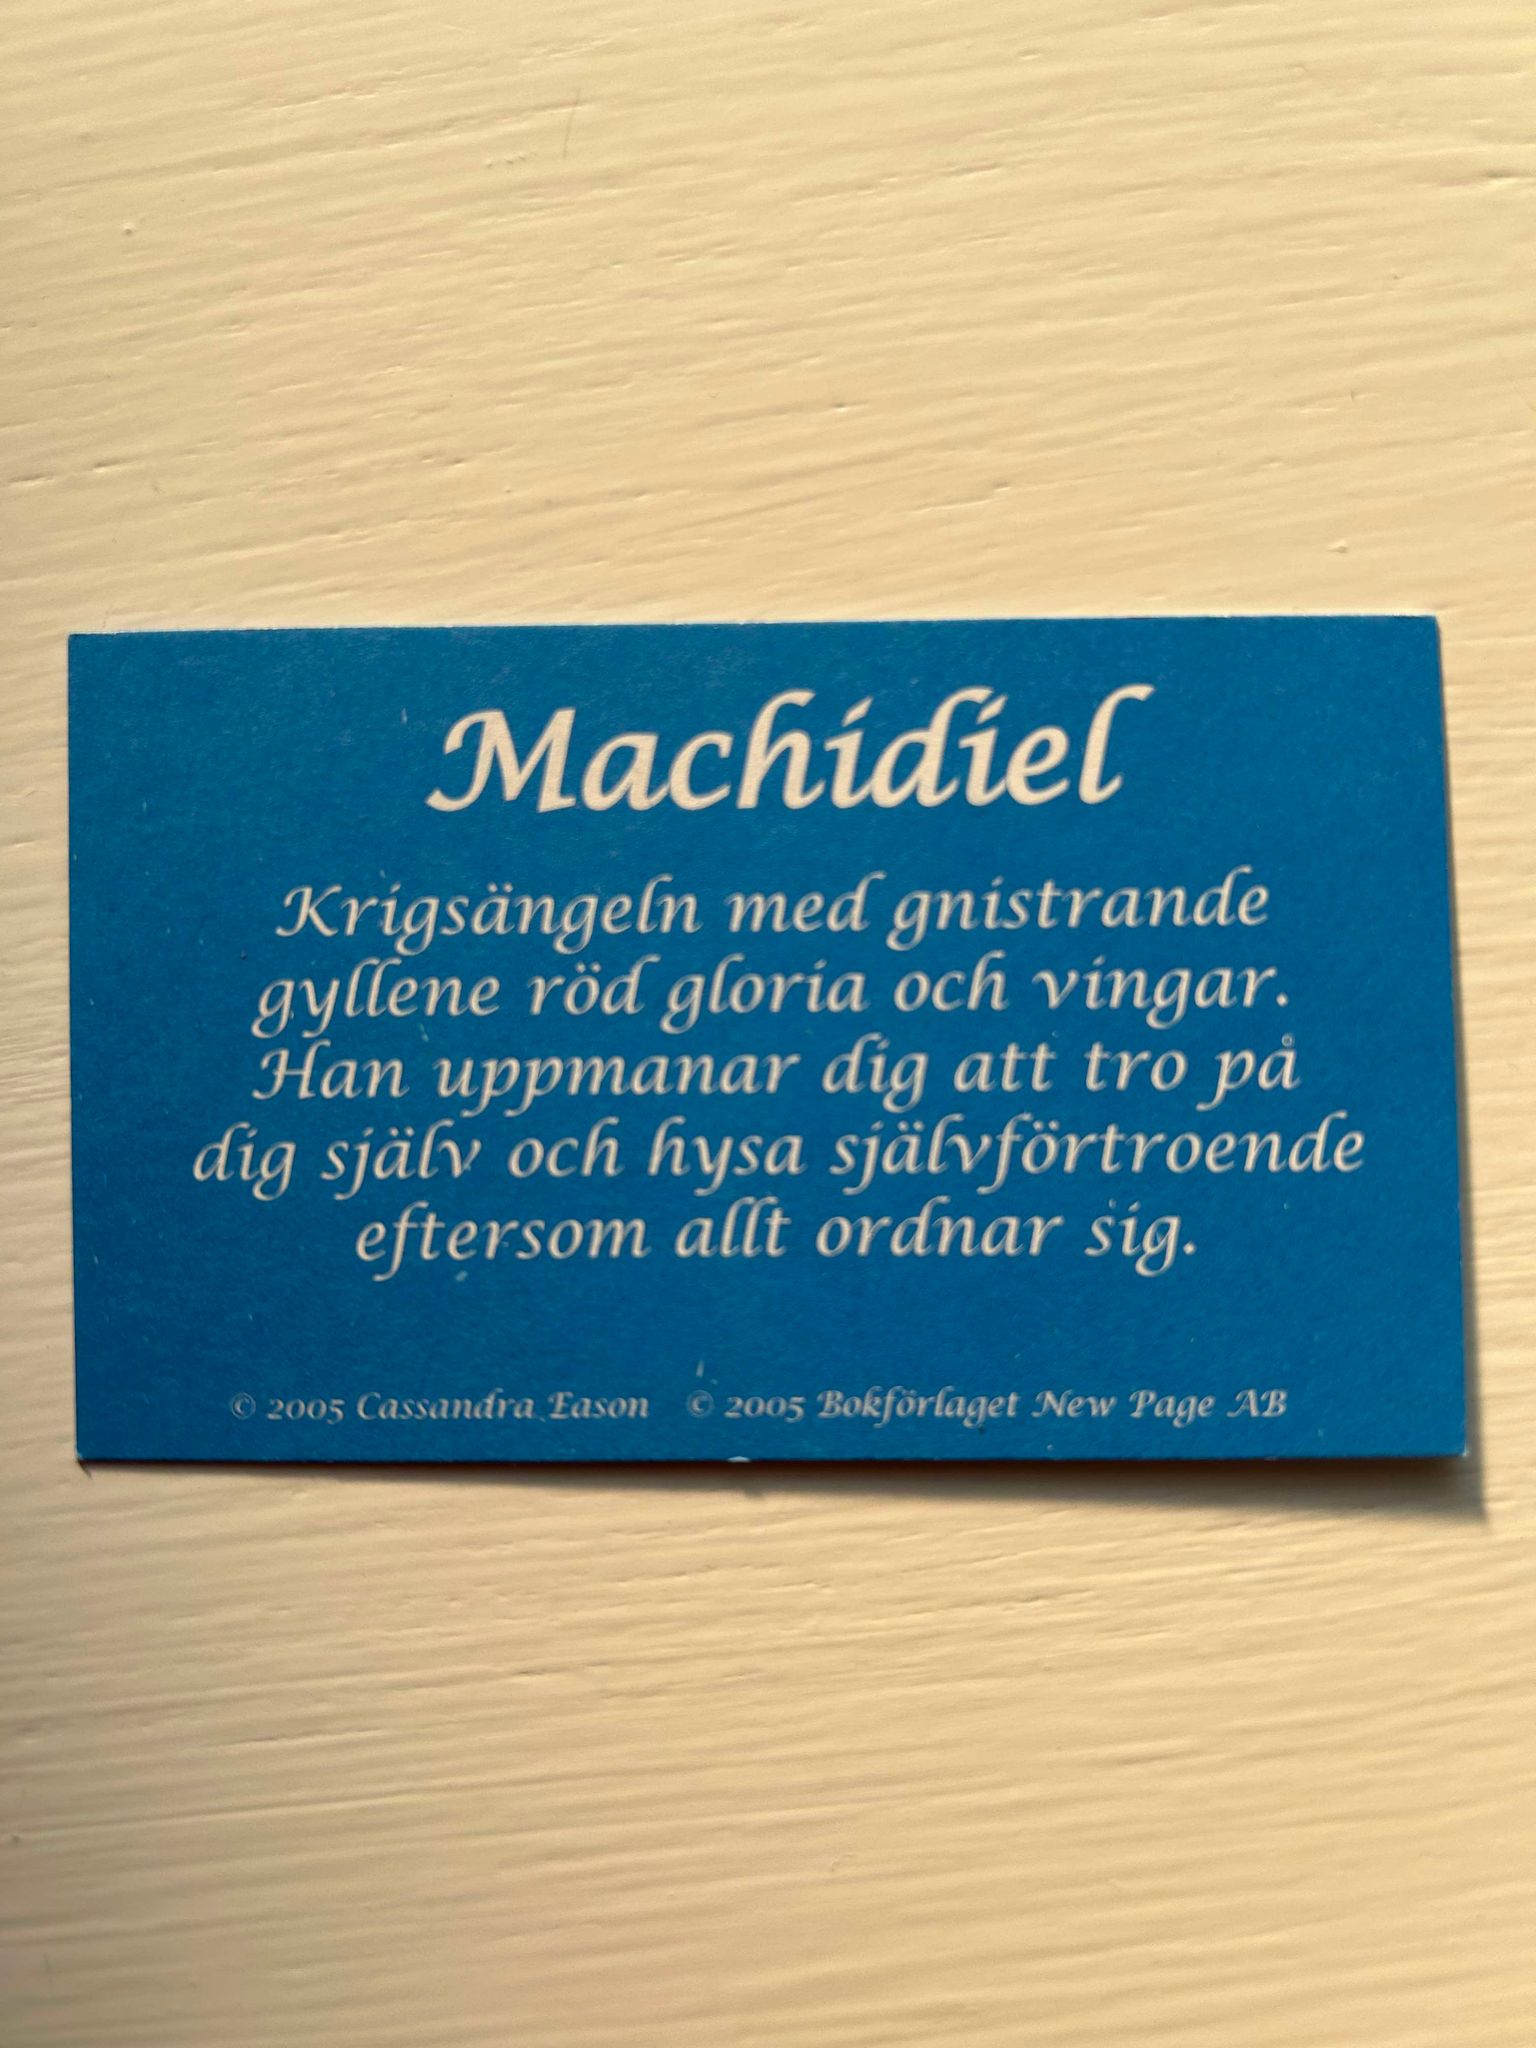 Machidiel
Krigsängeln med gnistrande
gyllene röd gloria och vingar.
Han uppmanar dig att tro på
dig själv och hysa självförtroende
eftersom allt ordnar sig.
© 2005 Cassandra Eason © 2005 Bokförlaget New Page AB